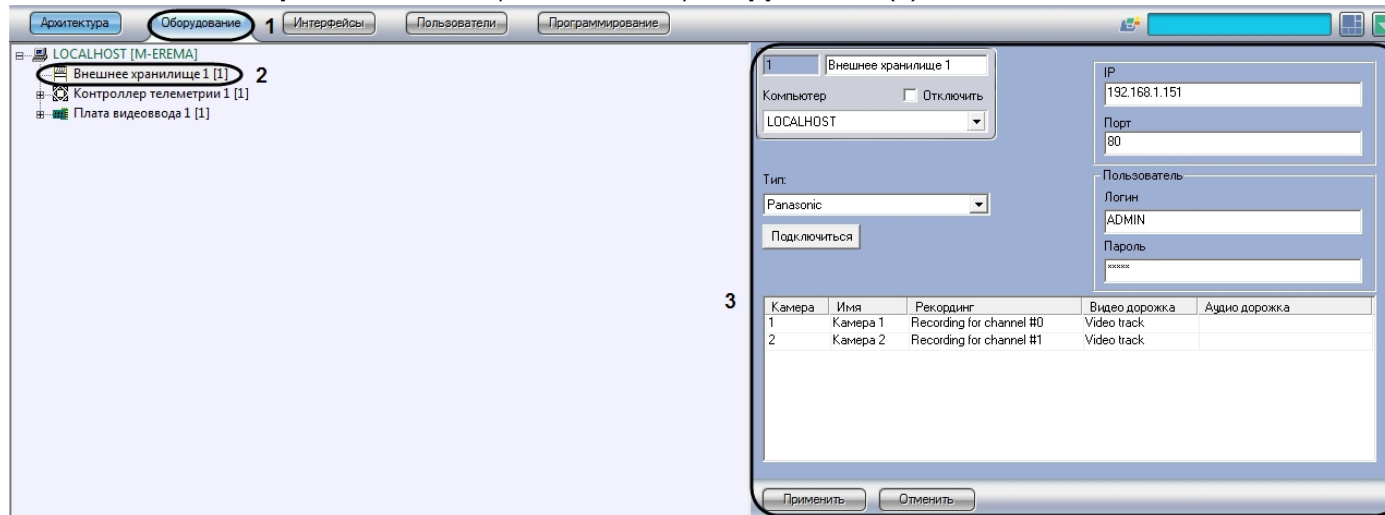 Архитектура Оборудование 1 Интерфейсы Пользователи Программирование
LOCALHOST [M-EREMA]
Внешнее хранилище 1 [1] 2
Контроллер телеметрии 1 [1]
Плата видеоввода 1 [1]
1 Внешнее хранилище 1
Компьютер Отключить
LOCALHOST
IP
192.168.1.151
Порт
80
Тип:
Panasonic
Подключиться
Пользователь
Логин
ADMIN
Пароль
xxxxx
3
Камера Имя Рекординг Видео дорожка Аудио дорожка
1 Камера 1 Recording for channel #0 Video track
2 Камера 2 Recording for channel #1 Video track
Применить Отменить